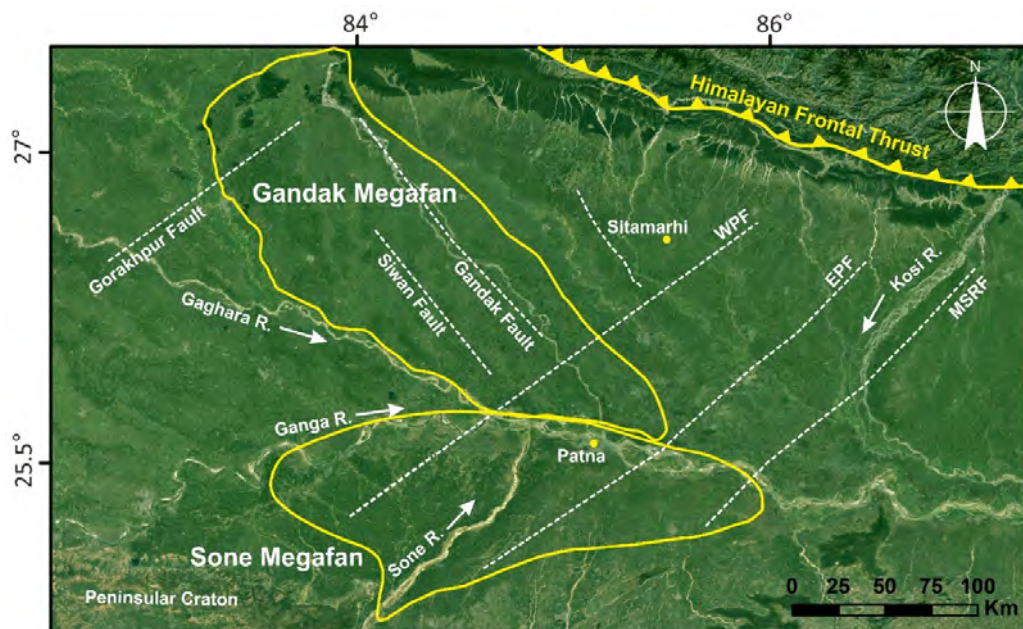 84°
86°
N
Himalayan Frontal Thrust
27°
Gandak Megafan
Gorakhpur Fault
Sitamarhi
WPF
Siwan Fault
Gandak Fault
EPF
Kosi R.
MSRF
Gaghara R.
Ganga R.
Patna
25.5°
Sone R.
Sone Megafan
Peninsular Craton
0 25 50 75 100
Km